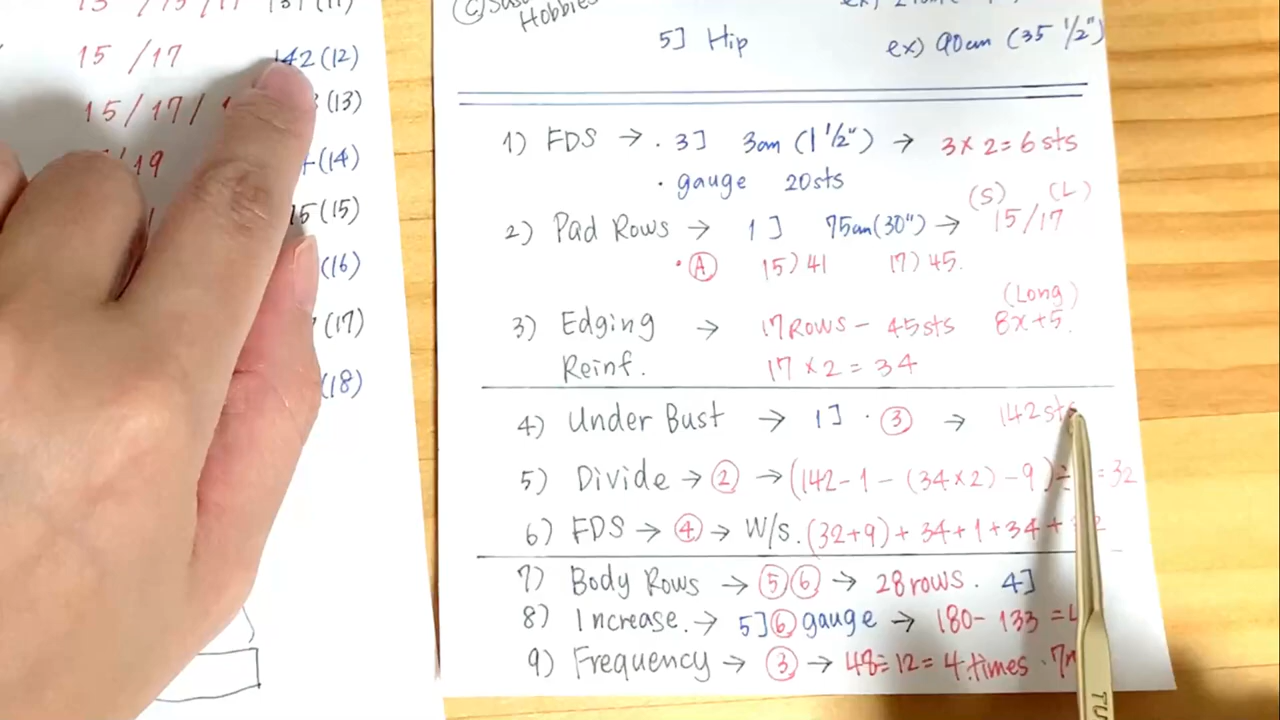 15 /17
142 (12)
15/17/
(13)
19
(14)
15 (15)
(16)
(17)
(18)
Hobbies
5] Hip
ex) 90cm (35 1/2")
1) FDS → · 3] 3cm (1 1/2") → 3×2=6 sts
· gauge 20sts
(S) (L)
2) Pad Rows → 1] 75cm(30") → 15/17
· Ⓐ 15)41 17)45.
(Long)
3) Edging → 17 Rows - 45sts 8x+5.
Reinf. 17×2=34
4) Under Bust → 1] · ③ → 142sts
5) Divide → ② → (142-1-(34×2)-9)÷ =32
6) FDS → ④ → W/S. (32+9)+34+1+34+
7) Body Rows → ⑤⑥ → 28 rows. 4]
8) Increase. → 5]⑥gauge → 180-133=
9) Frequency → ③ → 48÷12=4.times ·
TU